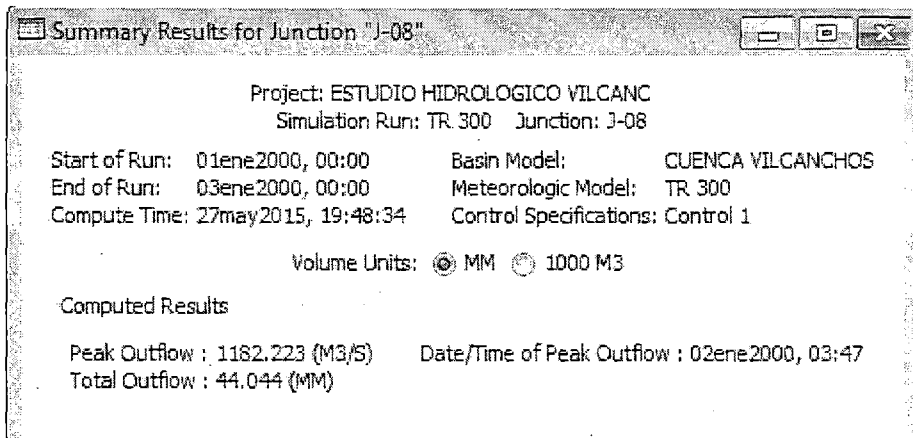 Summary Results for Junction "J-08"
Project: ESTUDIO HIDROLOGICO VILCANC
Simulation Run: TR 300 Junction: J-08
Start of Run: 01ene2000, 00:00 Basin Model: CUENCA VILCANCHOS
End of Run: 03ene2000, 00:00 Meteorologic Model: TR 300
Compute Time: 27may2015, 19:48:34 Control Specifications: Control 1
Volume Units: MM 1000 M3
Computed Results
Peak Outflow : 1182.223 (M3/S) Date/Time of Peak Outflow : 02ene2000, 03:47
Total Outflow : 44.044 (MM)